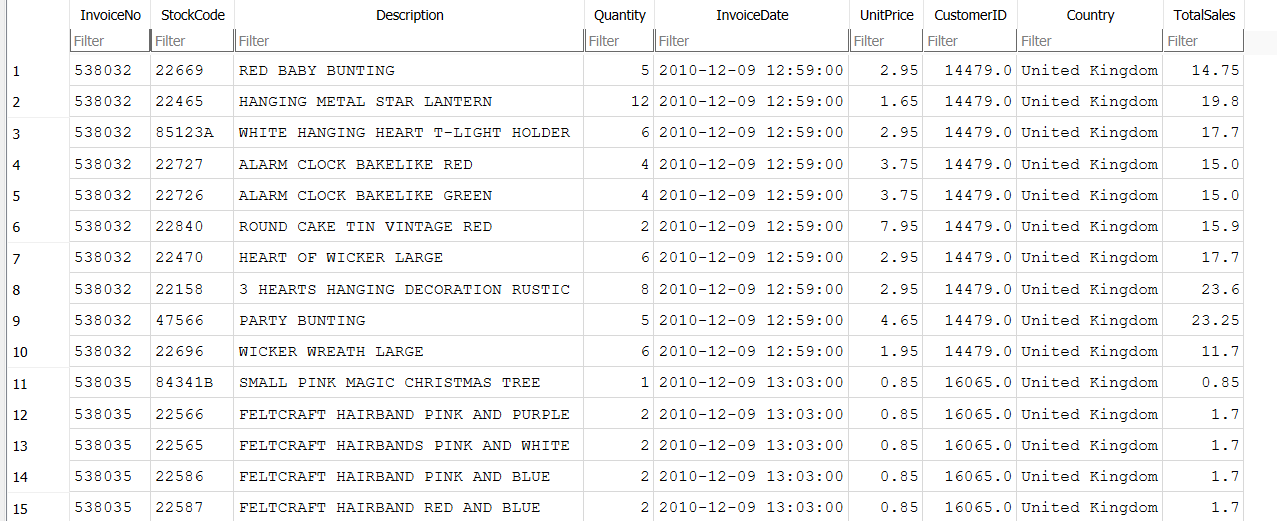 InvoiceNo StockCode Description Quantity InvoiceDate UnitPrice CustomerID Country TotalSales
Filter Filter Filter Filter Filter Filter Filter Filter Filter
1 538032 22669 RED BABY BUNTING 5 2010-12-09 12:59:00 2.95 14479.0 United Kingdom 14.75
2 538032 22465 HANGING METAL STAR LANTERN 12 2010-12-09 12:59:00 1.65 14479.0 United Kingdom 19.8
3 538032 85123A WHITE HANGING HEART T-LIGHT HOLDER 6 2010-12-09 12:59:00 2.95 14479.0 United Kingdom 17.7
4 538032 22727 ALARM CLOCK BAKELIKE RED 4 2010-12-09 12:59:00 3.75 14479.0 United Kingdom 15.0
5 538032 22726 ALARM CLOCK BAKELIKE GREEN 4 2010-12-09 12:59:00 3.75 14479.0 United Kingdom 15.0
6 538032 22840 ROUND CAKE TIN VINTAGE RED 2 2010-12-09 12:59:00 7.95 14479.0 United Kingdom 15.9
7 538032 22470 HEART OF WICKER LARGE 6 2010-12-09 12:59:00 2.95 14479.0 United Kingdom 17.7
8 538032 22158 3 HEARTS HANGING DECORATION RUSTIC 8 2010-12-09 12:59:00 2.95 14479.0 United Kingdom 23.6
9 538032 47566 PARTY BUNTING 5 2010-12-09 12:59:00 4.65 14479.0 United Kingdom 23.25
10 538032 22696 WICKER WREATH LARGE 6 2010-12-09 12:59:00 1.95 14479.0 United Kingdom 11.7
11 538035 84341B SMALL PINK MAGIC CHRISTMAS TREE 1 2010-12-09 13:03:00 0.85 16065.0 United Kingdom 0.85
12 538035 22566 FELTCRAFT HAIRBAND PINK AND PURPLE 2 2010-12-09 13:03:00 0.85 16065.0 United Kingdom 1.7
13 538035 22565 FELTCRAFT HAIRBANDS PINK AND WHITE 2 2010-12-09 13:03:00 0.85 16065.0 United Kingdom 1.7
14 538035 22586 FELTCRAFT HAIRBAND PINK AND BLUE 2 2010-12-09 13:03:00 0.85 16065.0 United Kingdom 1.7
15 538035 22587 FELTCRAFT HAIRBAND RED AND BLUE 2 2010-12-09 13:03:00 0.85 16065.0 United Kingdom 1.7